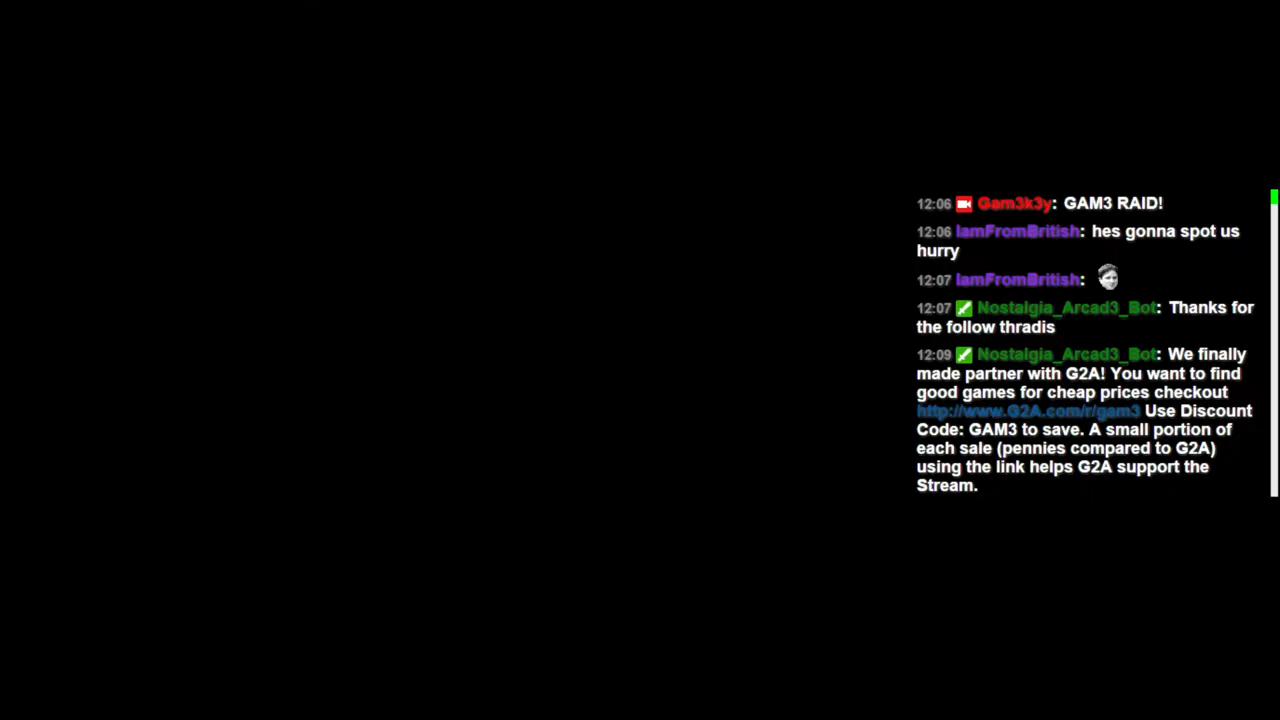 12:06 Gam3k3y: GAM3 RAID!
12:06 IamFromBritish: hes gonna spot us
hurry
12:07 IamFromBritish:
12:07 Nostalgia_Arcad3_Bot: Thanks for
the follow thradis
12:09 Nostalgia_Arcad3_Bot: We finally
made partner with G2A! You want to find
good games for cheap prices checkout
http://www.G2A.com/r/gam3 Use Discount
Code: GAM3 to save. A small portion of
each sale (pennies compared to G2A)
using the link helps G2A support the
Stream.